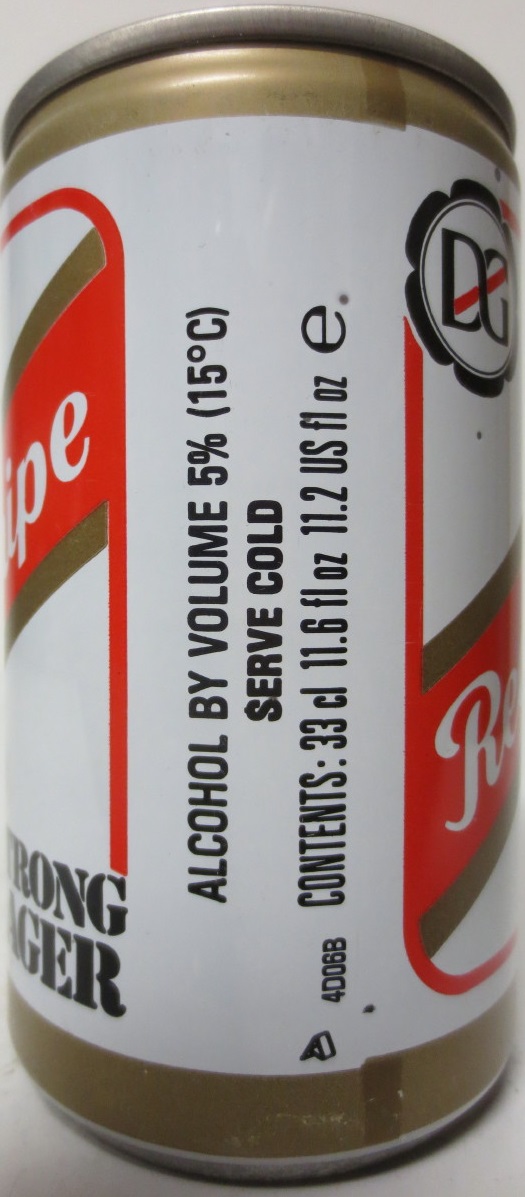 ipe
TRONG
AGER
ALCOHOL BY VOLUME 5% (15°C)
SERVE COLD
CONTENTS: 33 cl 11.6 fl oz 11.2 US fl oz e
4D06B
DG
Re